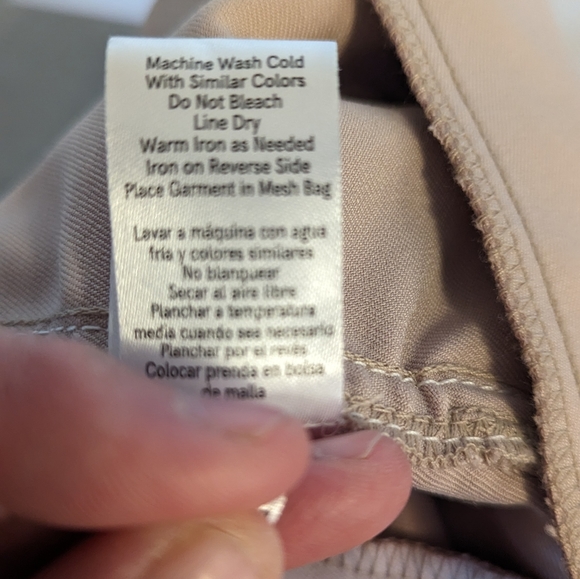 Machine Wash Cold
With Similar Colors
Do Not Bleach
Line Dry
Warm Iron as Needed
Iron on Reverse Side
Place Garment in Mesh Bag
Lavar a máquina con agua
fría y colores similares
No blanquear
Secar al aire libre
Planchar a temperatura
media cuando sea necesario
Planchar por el revés
Colocar prenda en bolsa
de malla